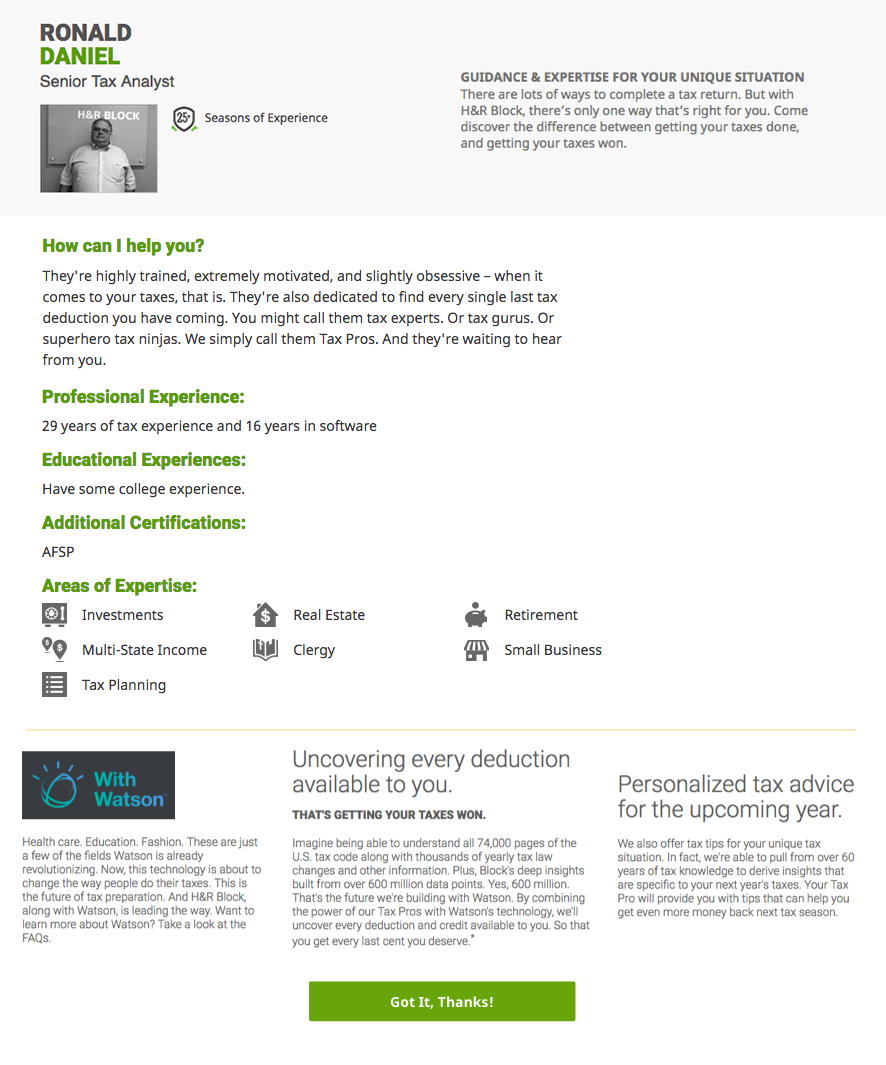 RONALD
DANIEL
Senior Tax Analyst
H&R BLOCK
25+
Seasons of Experience
GUIDANCE & EXPERTISE FOR YOUR UNIQUE SITUATION
There are lots of ways to complete a tax return. But with
H&R Block, there's only one way that's right for you. Come
discover the difference between getting your taxes done,
and getting your taxes won.
How can I help you?
They're highly trained, extremely motivated, and slightly obsessive – when it
comes to your taxes, that is. They're also dedicated to find every single last tax
deduction you have coming. You might call them tax experts. Or tax gurus. Or
superhero tax ninjas. We simply call them Tax Pros. And they're waiting to hear
from you.
Professional Experience:
29 years of tax experience and 16 years in software
Educational Experiences:
Have some college experience.
Additional Certifications:
AFSP
Areas of Expertise:
Investments
Real Estate
Retirement
Multi-State Income
Clergy
Small Business
Tax Planning
With
Watson
Health care. Education. Fashion. These are just
a few of the fields Watson is already
revolutionizing. Now, this technology is about to
change the way people do their taxes. This is
the future of tax preparation. And H&R Block,
along with Watson, is leading the way. Want to
learn more about Watson? Take a look at the
FAQs.
Uncovering every deduction
available to you.
THAT'S GETTING YOUR TAXES WON.
Imagine being able to understand all 74,000 pages of the
U.S. tax code along with thousands of yearly tax law
changes and other information. Plus, Block's deep insights
built from over 600 million data points. Yes, 600 million.
That's the future we're building with Watson. By combining
the power of our Tax Pros with Watson's technology, we'll
uncover every deduction and credit available to you. So that
you get every last cent you deserve.*
Personalized tax advice
for the upcoming year.
We also offer tax tips for your unique tax
situation. In fact, we're able to pull from over 60
years of tax knowledge to derive insights that
are specific to your next year's taxes. Your Tax
Pro will provide you with tips that can help you
get even more money back next tax season.
Got It, Thanks!